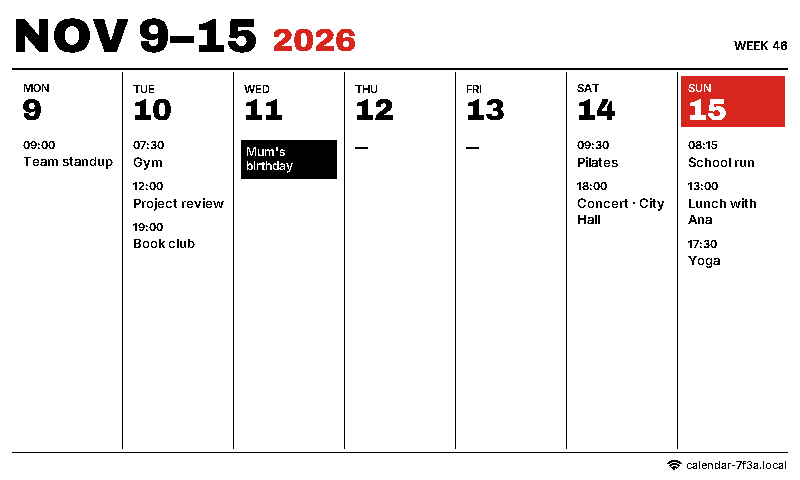 NOV 9–15 2026
WEEK 46
MON
9
09:00
Team standup
TUE
10
07:30
Gym
12:00
Project review
19:00
Book club
WED
11
Mum's
birthday
THU
12
—
FRI
13
—
SAT
14
09:30
Pilates
18:00
Concert · City
Hall
SUN
15
08:15
School run
13:00
Lunch with
Ana
17:30
Yoga
calendar-7f3a.local